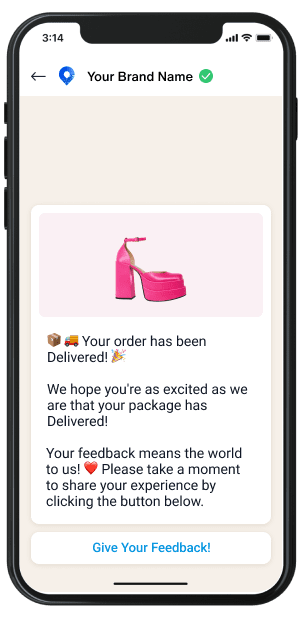 3:14
Your Brand Name
📦 🚚 Your order has been
Delivered! 🎉
We hope you're as excited as we
are that your package has
Delivered!
Your feedback means the world
to us! ❤️ Please take a moment
to share your experience by
clicking the button below.
Give Your Feedback!